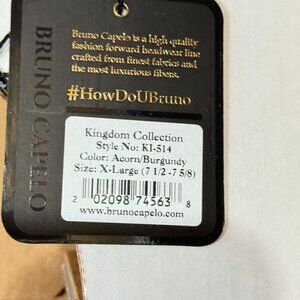 BRUNO CAPELO
Bruno Capelo is a high quality
fashion forward headwear line
crafted from finest fabrics and
the most luxurious fibers.
#HowDoUBruno
Kingdom Collection
Style No: KI-514
Color: Acorn/Burgundy
Size: X-Large (7 1/2 -7 5/8)
2 02098 74563 8
www.brunocapelo.com